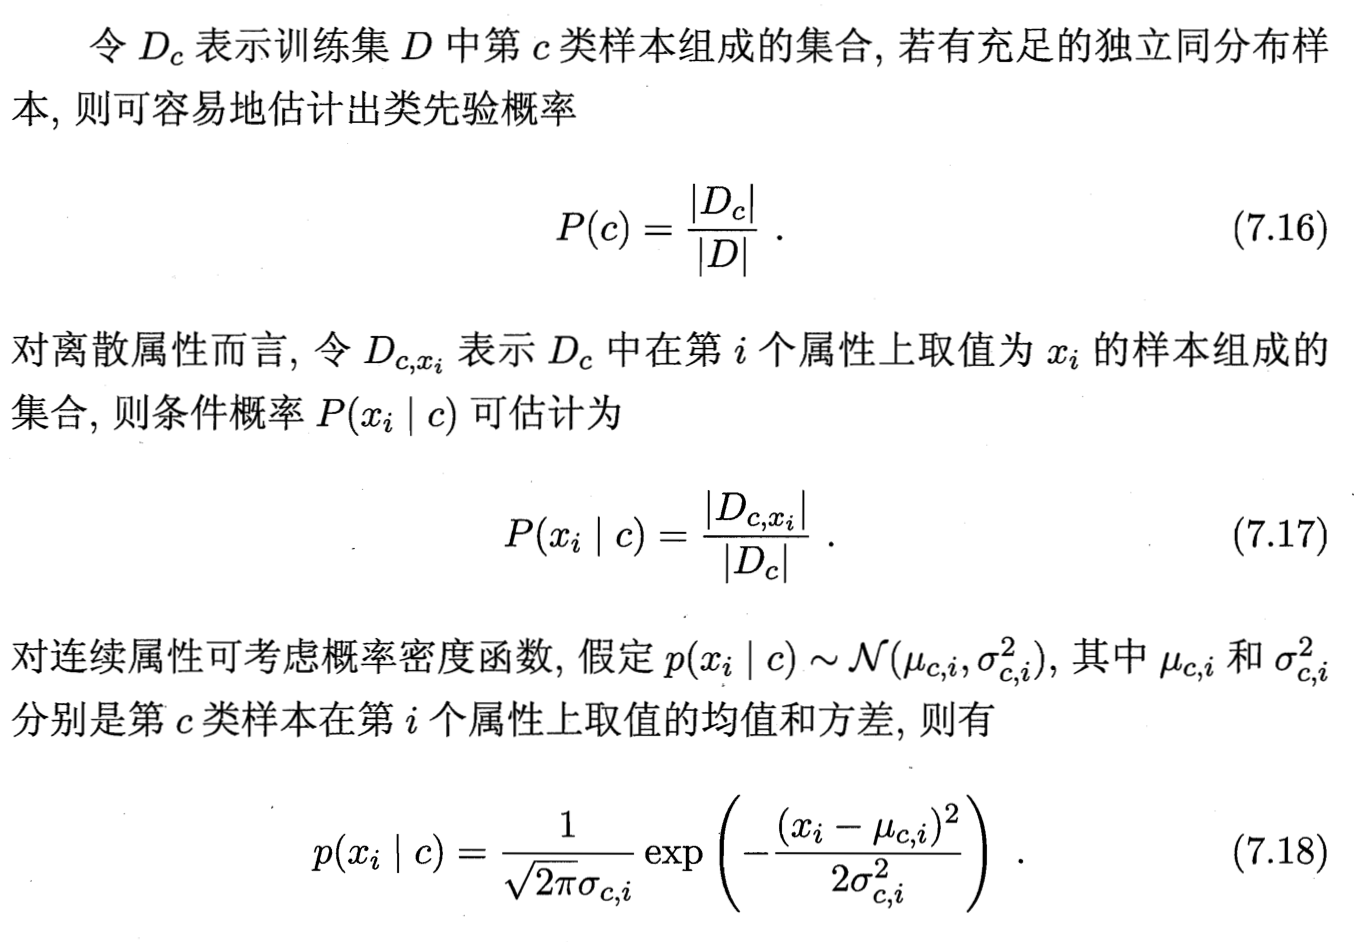 令 $D_c$ 表示训练集 $D$ 中第 $c$ 类样本组成的集合, 若有充足的独立同分布样
本, 则可容易地估计出类先验概率
$P(c) = \frac{|D_c|}{|D|}$ . (7.16)
对离散属性而言, 令 $D_{c,x_i}$ 表示 $D_c$ 中在第 $i$ 个属性上取值为 $x_i$ 的样本组成的
集合, 则条件概率 $P(x_i \mid c)$ 可估计为
$P(x_i \mid c) = \frac{|D_{c,x_i}|}{|D_c|}$ . (7.17)
对连续属性可考虑概率密度函数, 假定 $p(x_i \mid c) \sim \mathcal{N}(\mu_{c,i}, \sigma_{c,i}^2)$, 其中 $\mu_{c,i}$ 和 $\sigma_{c,i}^2$
分别是第 $c$ 类样本在第 $i$ 个属性上取值的均值和方差, 则有
$p(x_i \mid c) = \frac{1}{\sqrt{2\pi}\sigma_{c,i}} \exp\left(-\frac{(x_i - \mu_{c,i})^2}{2\sigma_{c,i}^2}\right)$ . (7.18)